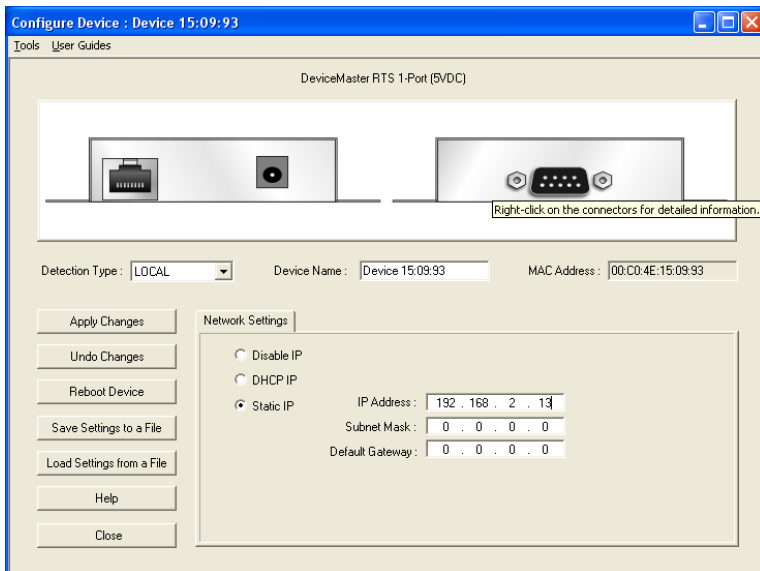 Configure Device : Device 15:09:93
Tools User Guides
DeviceMaster RTS 1-Port (5VDC)
Right-click on the connectors for detailed information.
Detection Type : LOCAL Device Name : Device 15:09:93 MAC Address : 00:C0:4E:15:09:93
Apply Changes
Undo Changes
Reboot Device
Save Settings to a File
Load Settings from a File
Help
Close
Network Settings
Disable IP
DHCP IP
Static IP
IP Address : 192 . 168 . 2 . 13
Subnet Mask : 0 . 0 . 0 . 0
Default Gateway : 0 . 0 . 0 . 0